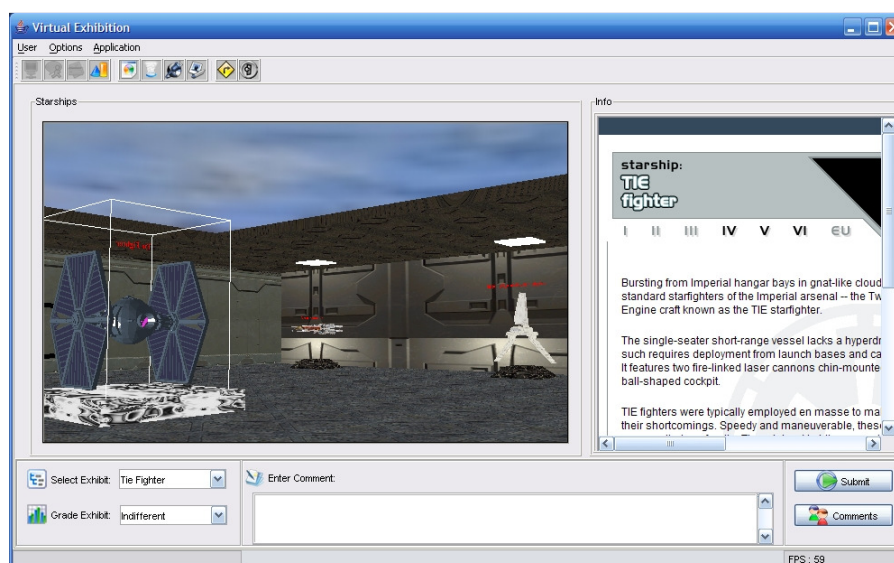 Virtual Exhibition
User Options Application
Starships
Info
starship:
TIE
fighter
I II III IV V VI EU
Bursting from Imperial hangar bays in gnat-like cloud
standard starfighters of the Imperial arsenal -- the Tw
Engine craft known as the TIE starfighter.
The single-seater short-range vessel lacks a hyperdr
such requires deployment from launch bases and ca
It features two fire-linked laser cannons chin-mounte
ball-shaped cockpit.
TIE fighters were typically employed en masse to ma
their shortcomings. Speedy and maneuverable, these
Select Exhibit: Tie Fighter
Enter Comment:
Submit
Grade Exhibit: Indifferent
Comments
FPS : 59